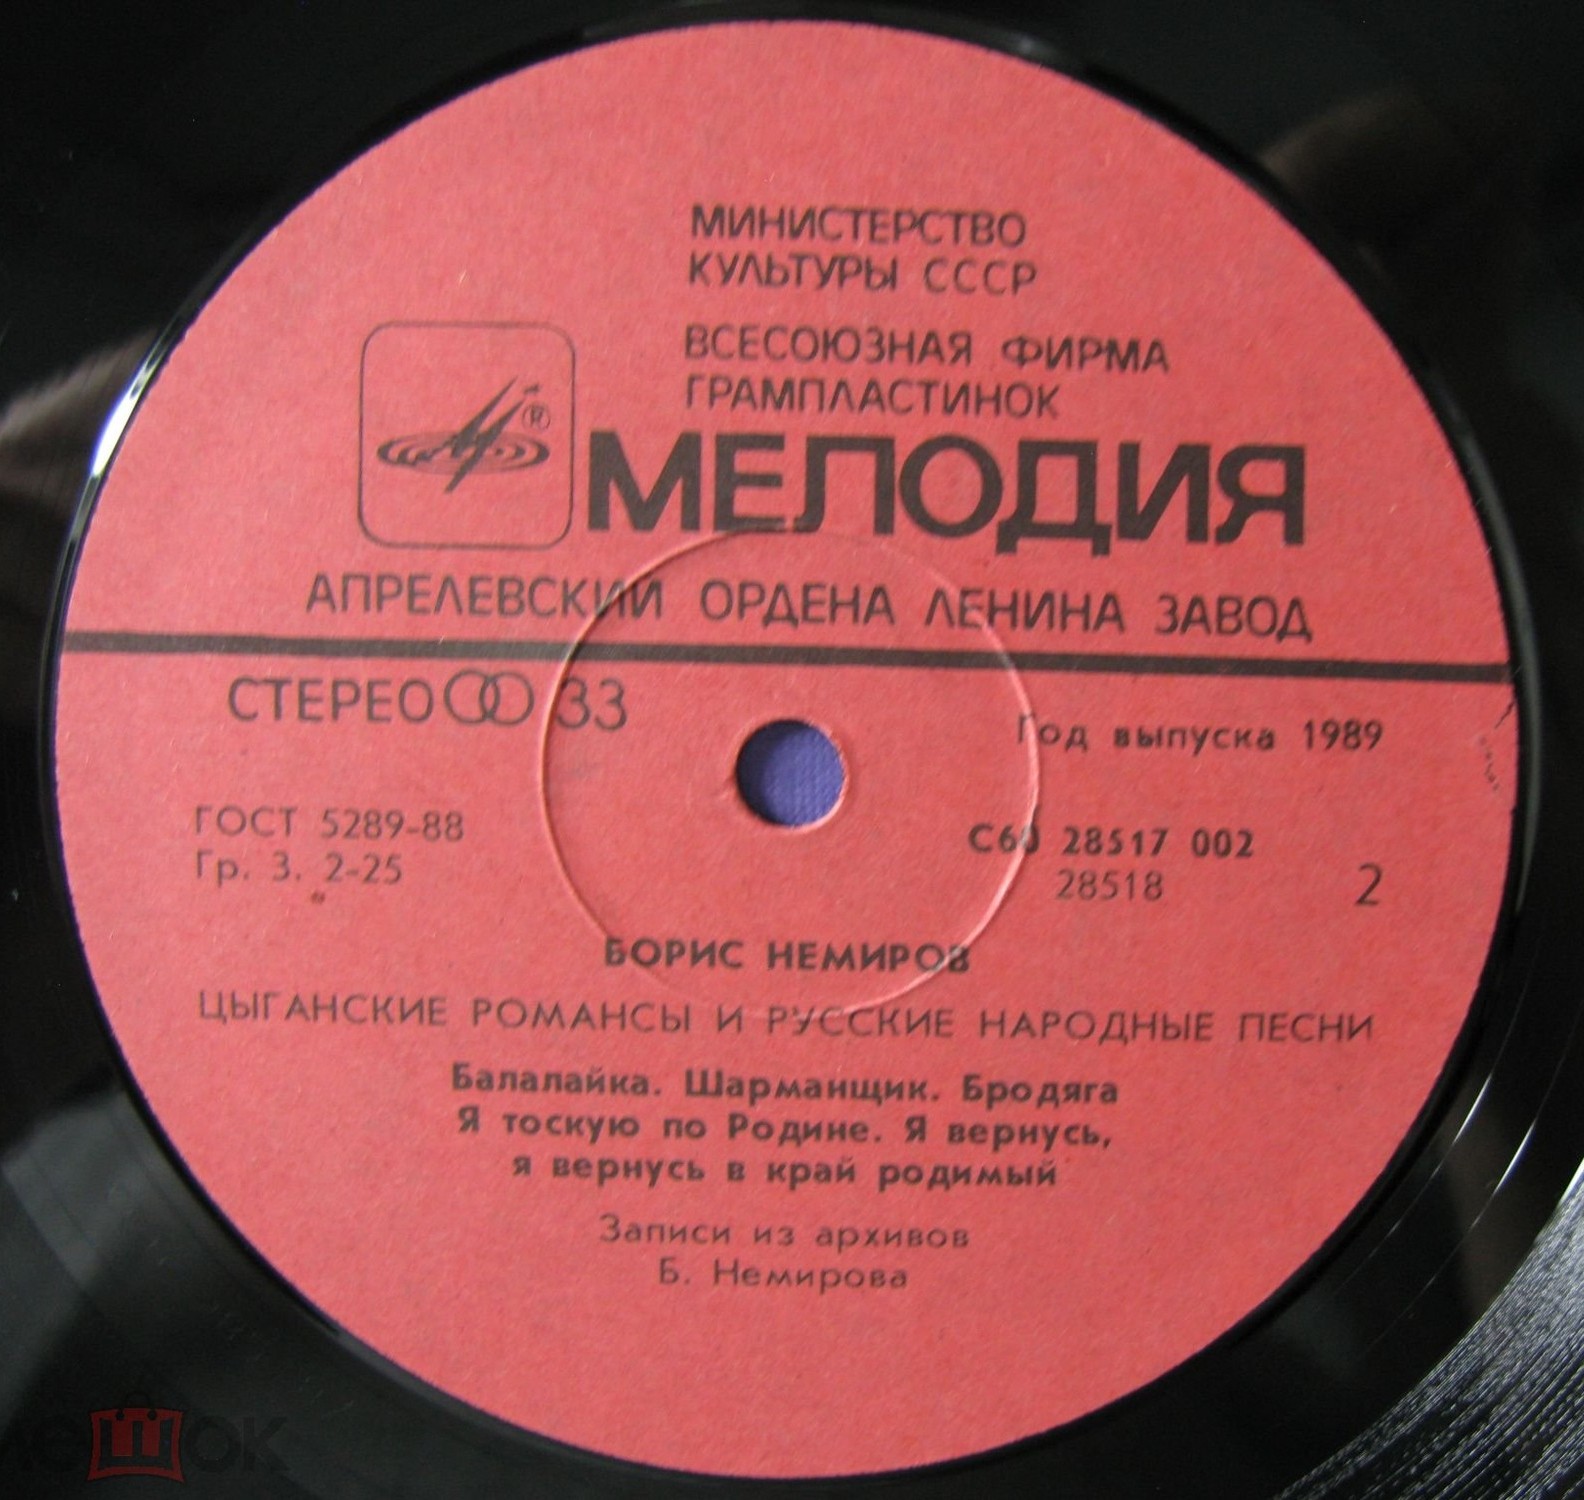 МИНИСТЕРСТВО
КУЛЬТУРЫ СССР
ВСЕСОЮЗНАЯ ФИРМА
ГРАМПЛАСТИНОК
®
МЕЛОДИЯ
АПРЕЛЕВСКИЙ ОРДЕНА ЛЕНИНА ЗАВОД
СТЕРЕО 33
Год выпуска 1989
ГОСТ 5289-88
Гр. 3. 2-25
С60 28517 002
28518
2
БОРИС НЕМИРОВ
ЦЫГАНСКИЕ РОМАНСЫ И РУССКИЕ НАРОДНЫЕ ПЕСНИ
Балалайка. Шарманщик. Бродяга
Я тоскую по Родине. Я вернусь,
я вернусь в край родимый
Записи из архивов
Б. Немирова